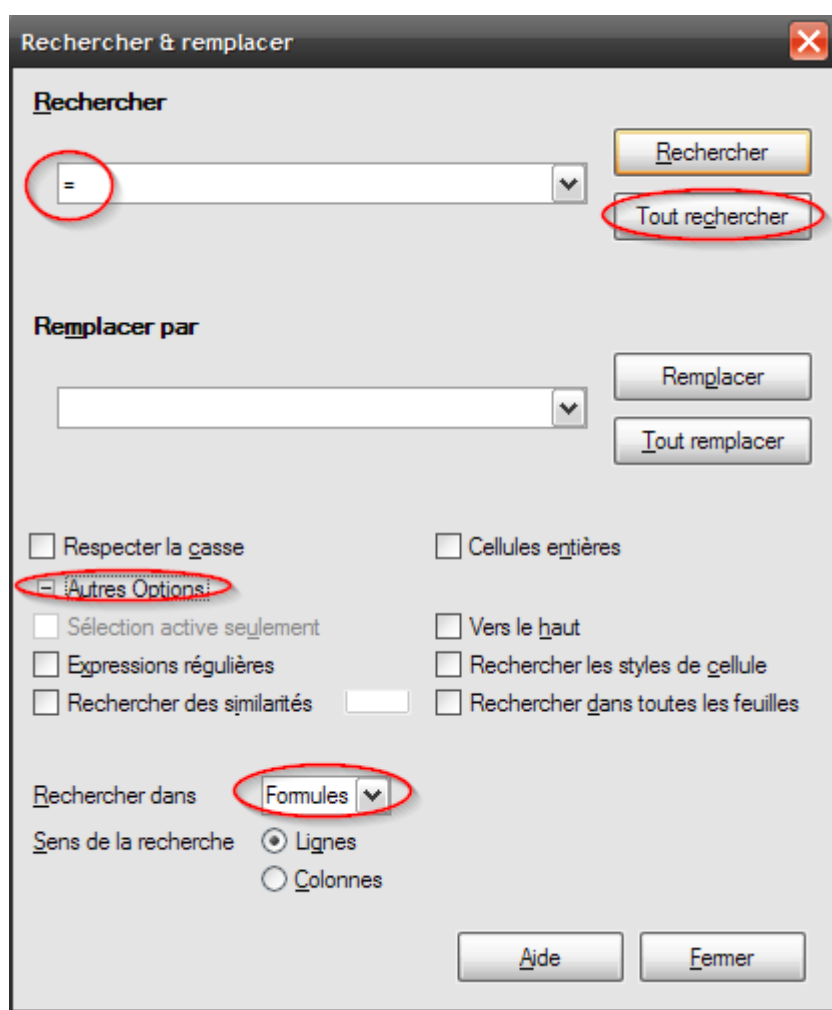 Rechercher & remplacer
Rechercher
=
Rechercher
Tout rechercher
Remplacer par
Remplacer
Tout remplacer
Respecter la casse
Cellules entières
Autres Options
Sélection active seulement
Vers le haut
Expressions régulières
Rechercher les styles de cellule
Rechercher des similarités
Rechercher dans toutes les feuilles
Rechercher dans
Formules
Sens de la recherche
Lignes
Colonnes
Aide
Fermer